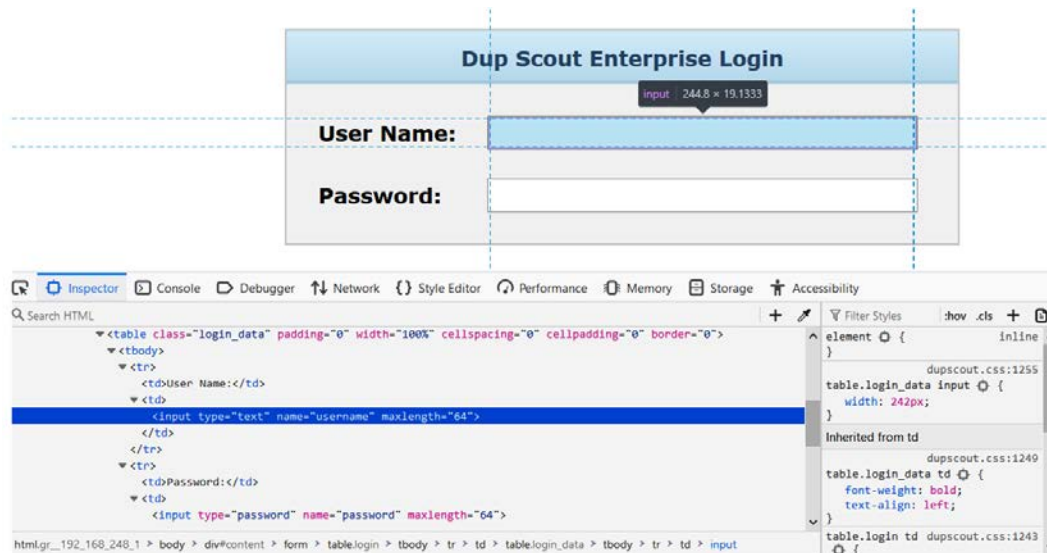 Dup Scout Enterprise Login
input 244.8 × 19.1333
User Name:
Password:
Inspector Console Debugger Network {} Style Editor Performance Memory Storage Accessibility
Search HTML
<table class="login_data" padding="0" width="100%" cellspacing="0" cellpadding="0" border="0">
<tbody>
<tr>
<td>User Name:</td>
<td>
<input type="text" name="username" maxlength="64">
</td>
</tr>
<tr>
<td>Password:</td>
<td>
<input type="password" name="password" maxlength="64">
html.gr__192_168_248_1 > body > div#content > form > table.login > tbody > tr > td > table.login_data > tbody > tr > td > input
Filter Styles :hov .cls +
element { inline
}
dupscout.css:1255
table.login_data input {
width: 242px;
}
Inherited from td
dupscout.css:1249
table.login_data td {
font-weight: bold;
text-align: left;
}
dupscout.css:1243
table.login td
{